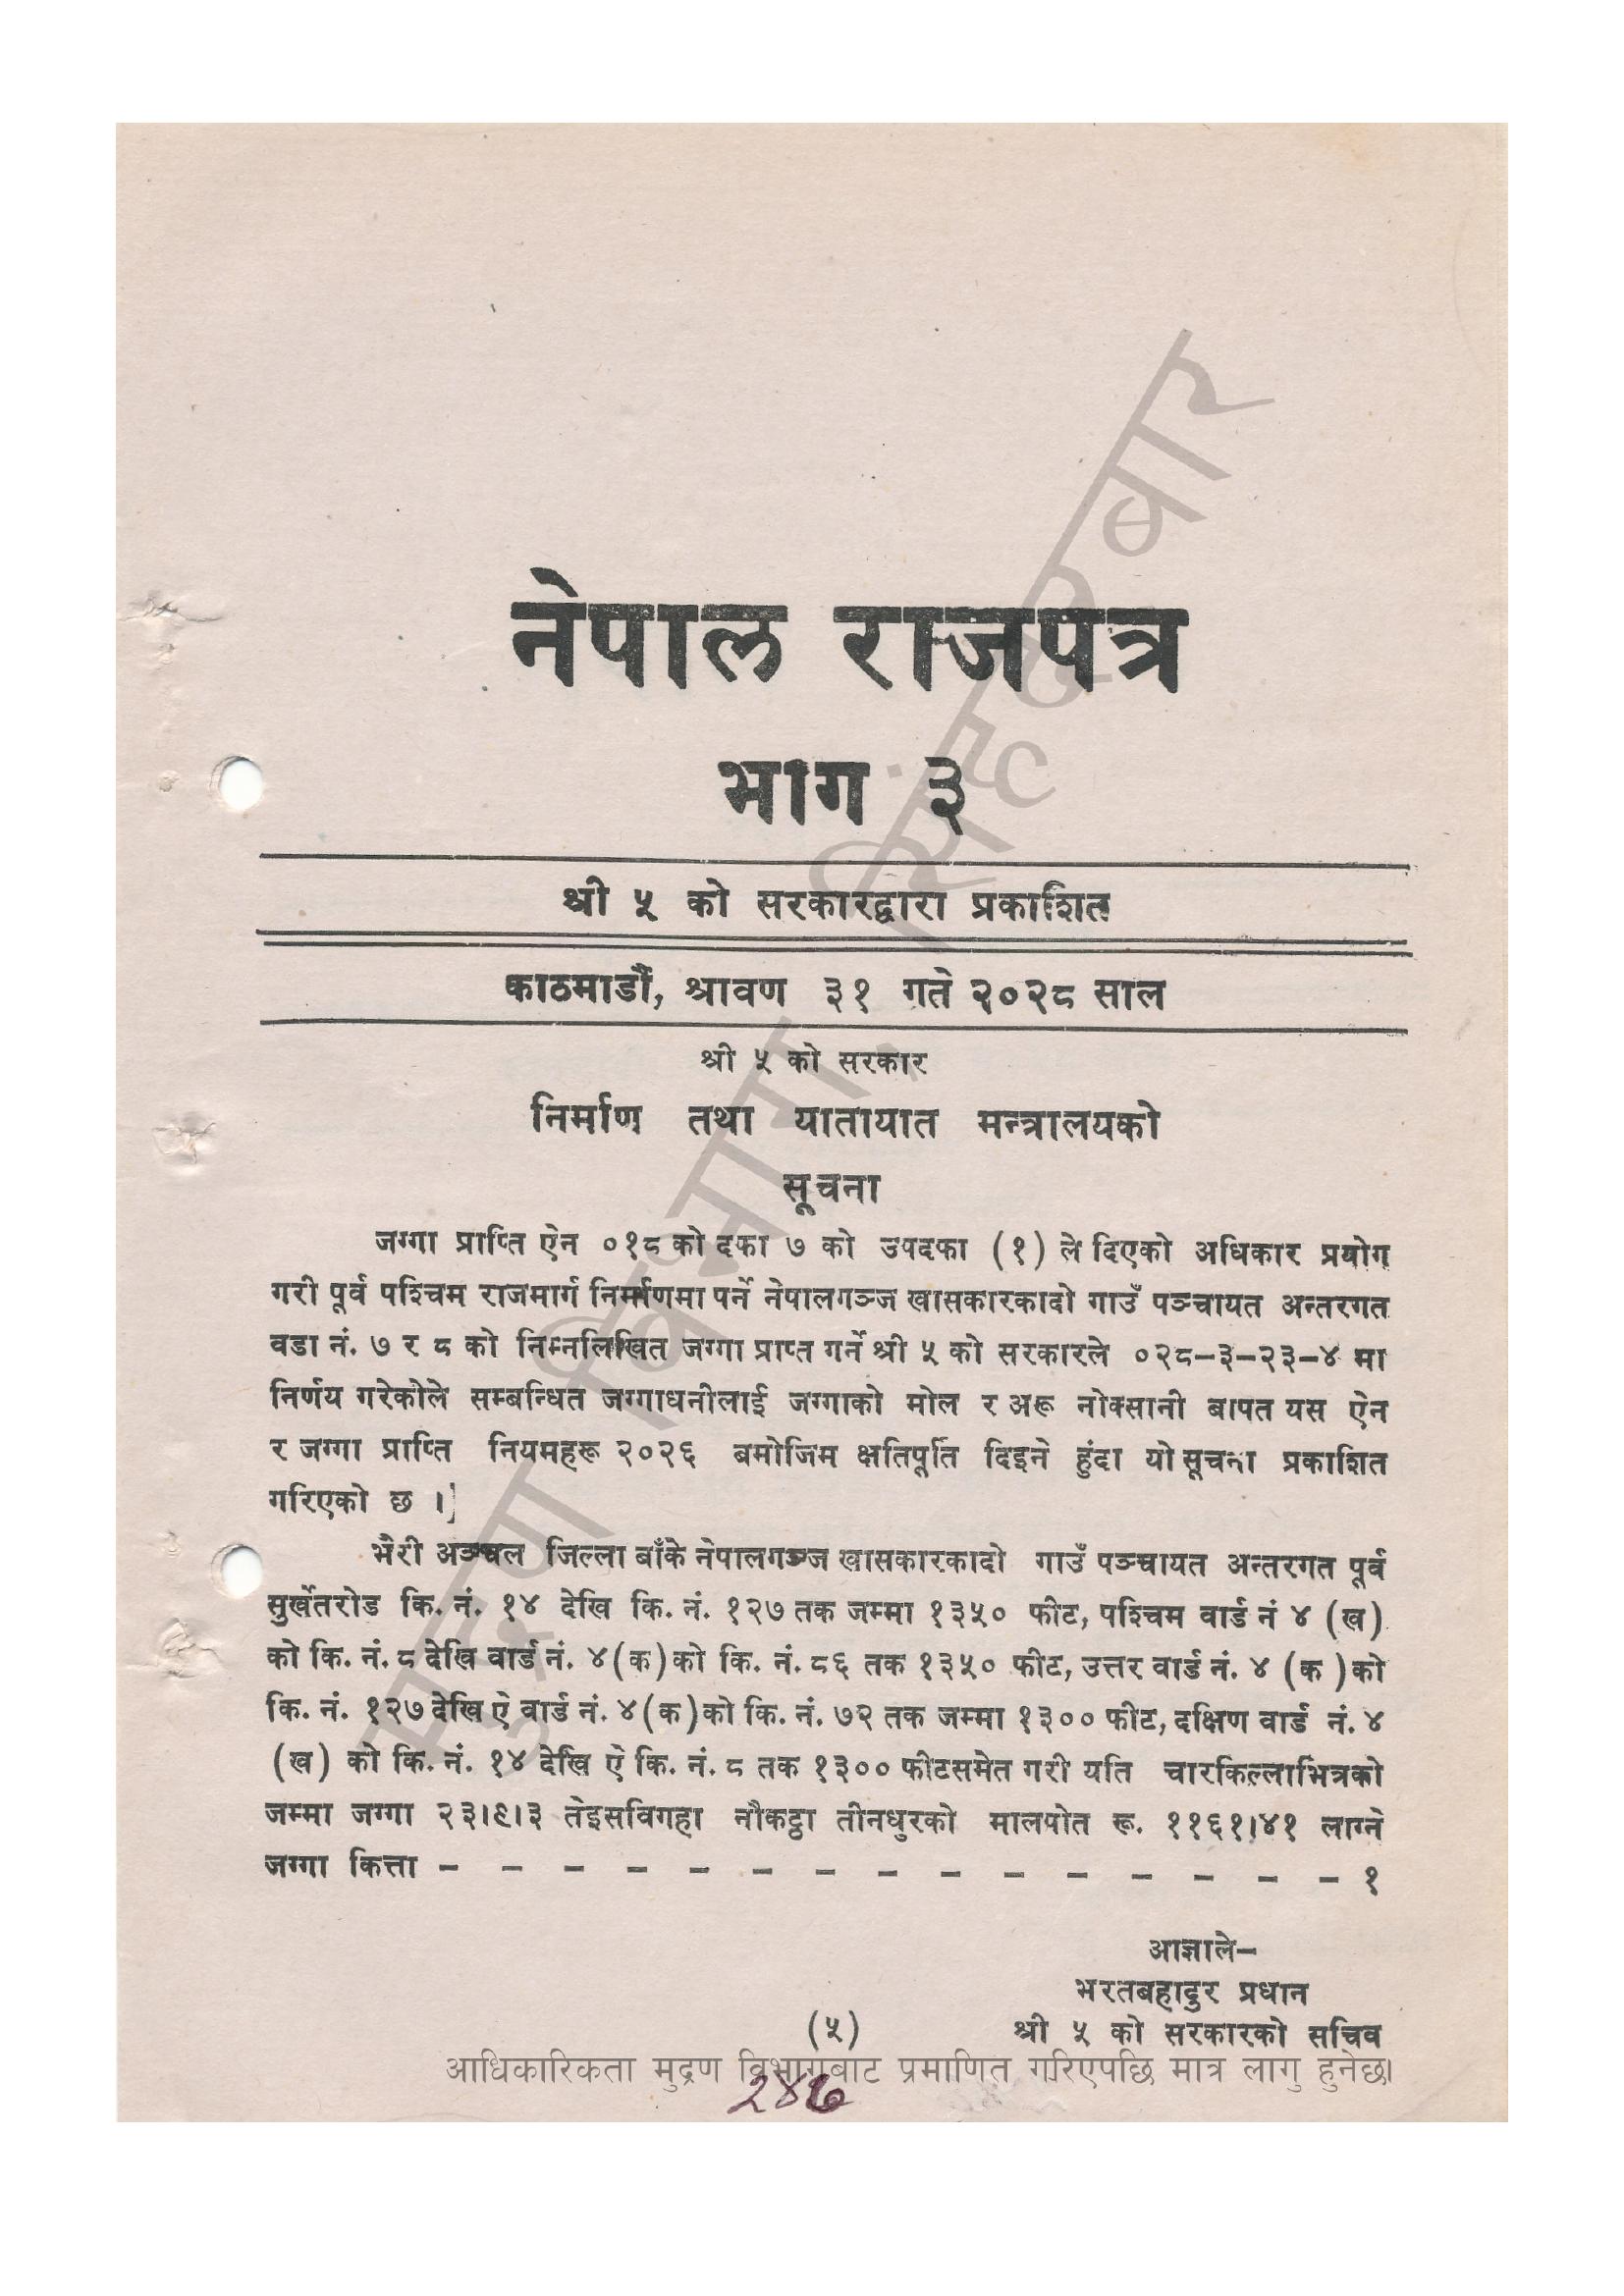 नेपाल राजपत्र
भाग ३
श्री ५ को सरकारद्वारा प्रकाशित
काठमाडौं, श्रावण ३१ गते २०२८ साल
श्री ५ को सरकार
निर्माण तथा यातायात मन्त्रालयको
सूचना
जग्गा प्राप्ति ऐन ०१८ को दफा ७ को उपदफा (१) ले दिएको अधिकार प्रयोग
गरी पूर्व पश्चिम राजमार्ग निर्माणमा पर्ने नेपालगञ्ज खासकारकादो गाउँ पञ्चायत अन्तरगत
वडा नं. ७ र ८ को निम्नलिखित जग्गा प्राप्त गर्ने श्री ५ को सरकारले ०२८–३–२३–४ मा
निर्णय गरेकोले सम्बन्धित जग्गाधनीलाई जग्गाको मोल र अरू नोक्सानी बापत यस ऐन
र जग्गा प्राप्ति नियमहरू २०२६ बमोजिम क्षतिपूर्ति दिइने हुंदा यो सूचना प्रकाशित
गरिएको छ ।
भेरी अञ्चल जिल्ला बाँके नेपालगञ्ज खासकारकादो गाउँ पञ्चायत अन्तरगत पूर्व
सुर्खेतरोड कि. नं. १४ देखि कि. नं. १२७ तक जम्मा १३५० फीट, पश्चिम वार्ड नं ४ (ख)
को कि. नं. ८ देखि वार्ड नं. ४ (क) को कि. नं. ८६ तक १३५० फीट, उत्तर वार्ड नं. ४ (क ) को
कि. नं. १२७ देखि ऐ वार्ड नं. ४ (क) को कि. नं. ७२ तक जम्मा १३०० फीट, दक्षिण वार्ड नं. ४
(ख) को कि. नं. १४ देखि ऐ कि. नं. ८ तक १३०० फीटसमेत गरी यति चारकिल्लाभित्रको
जम्मा जग्गा २३।९।३ तेइसविगहा नौकट्ठा तीनधुरको मालपोत रू. ११६१।४१ लाग्ने
जग्गा कित्ता – – – – – – – – – – – – – – – १
आज्ञाले–
भरतबहादुर प्रधान
(५) श्री ५ को सरकारको सचिव
आधिकारिकता मुद्रण विभागबाट प्रमाणित गरिएपछि मात्र लागु हुनेछ।
मुद्रण विभाग, सिंहदरबार